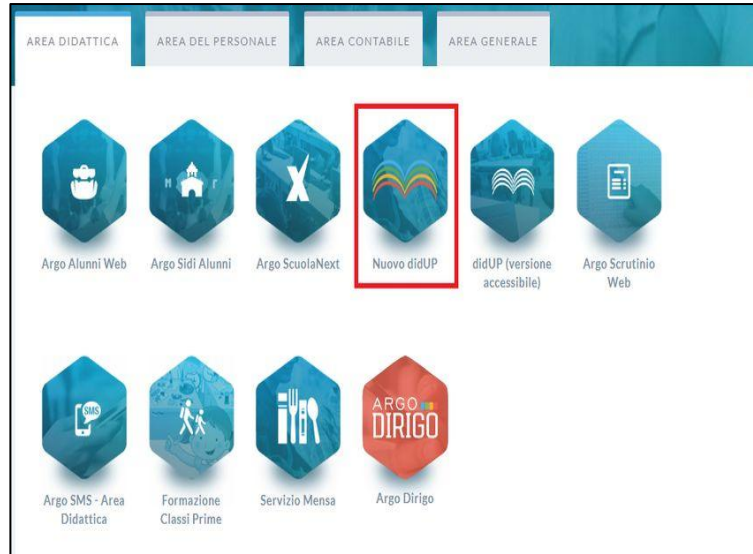 AREA DIDATTICA
AREA DEL PERSONALE
AREA CONTABILE
AREA GENERALE
Argo Alunni Web
Argo Sidi Alunni
Argo ScuolaNext
Nuovo didUP
didUP (versione
accessibile)
Argo Scrutinio
Web
SMS
ARGO
DIRIGO
Argo SMS - Area
Didattica
Formazione
Classi Prime
Servizio Mensa
Argo Dirigo